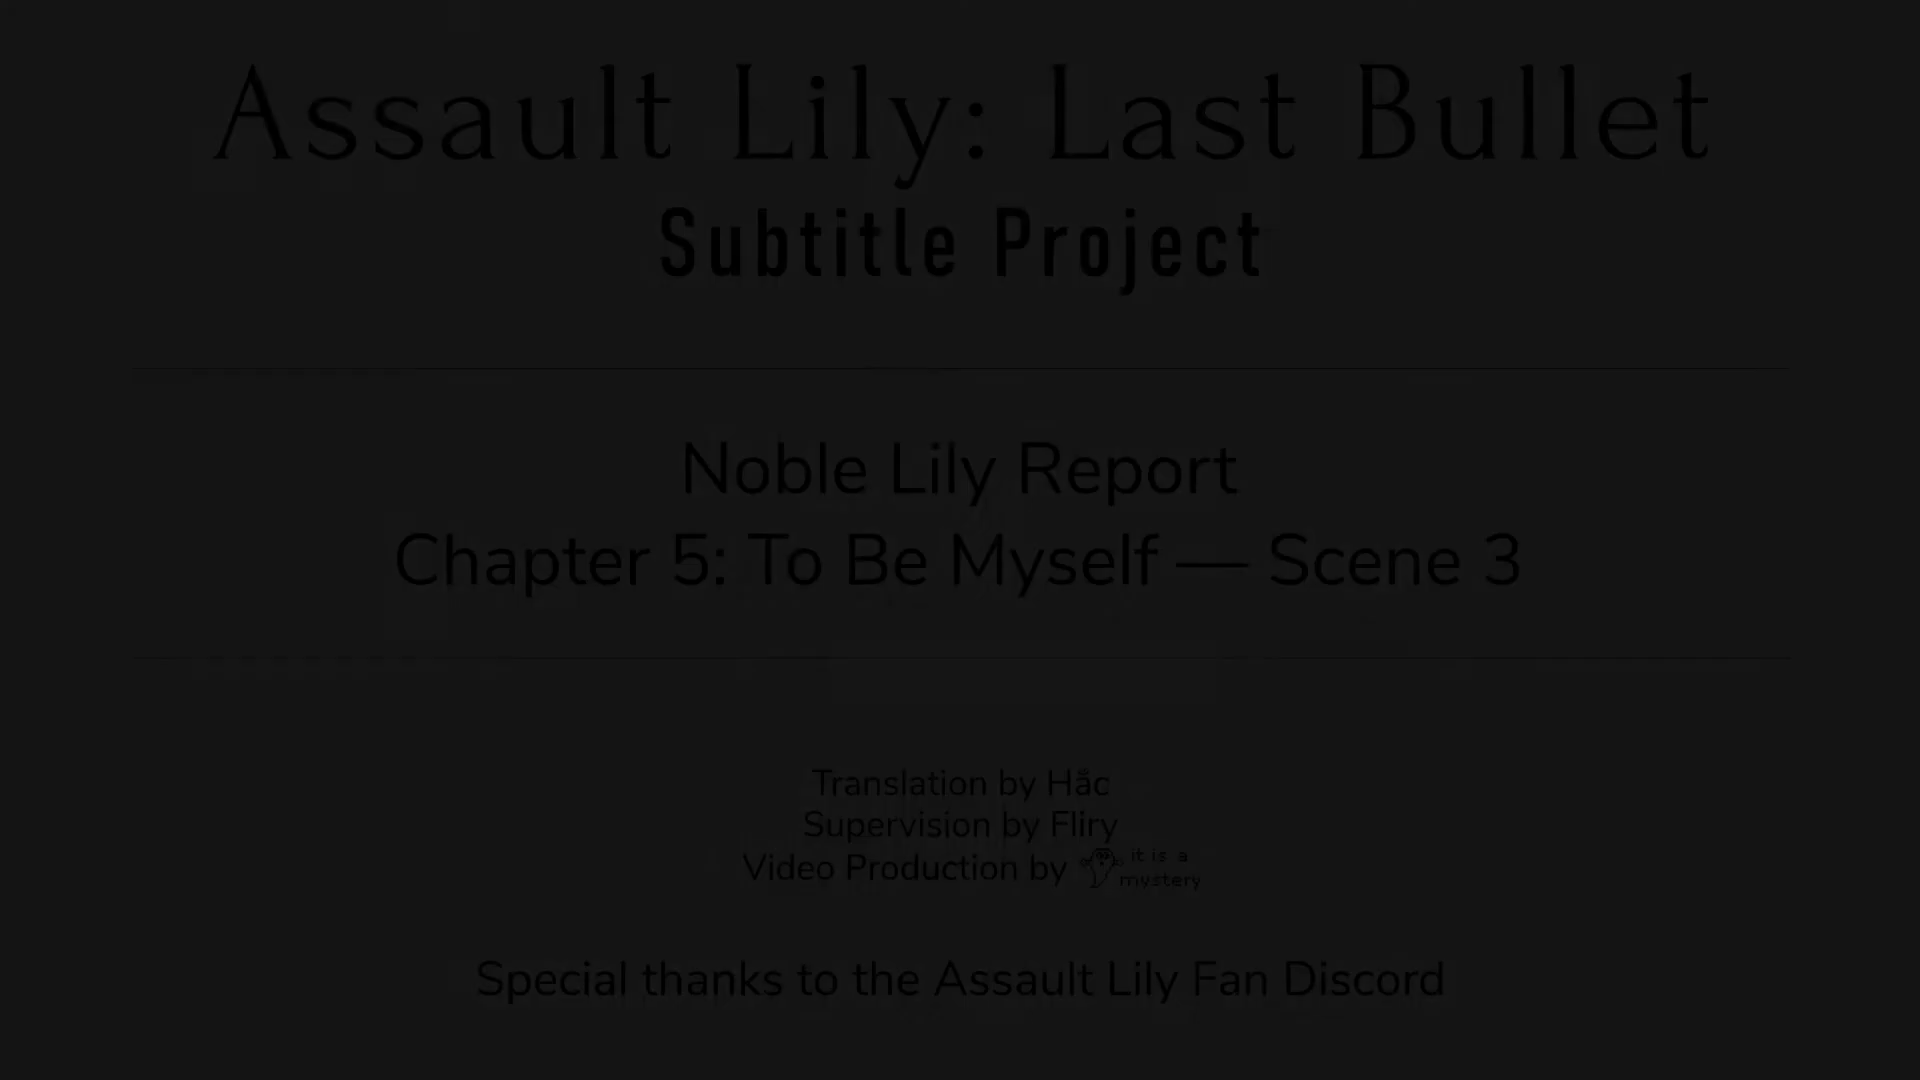 Assault Lily: Last Bullet
Subtitle Project
Noble Lily Report
Chapter 5: To Be Myself — Scene 3
Translation by Håc
Supervision by Fliry
Video Production by it is a mystery
Special thanks to the Assault Lily Fan Discord